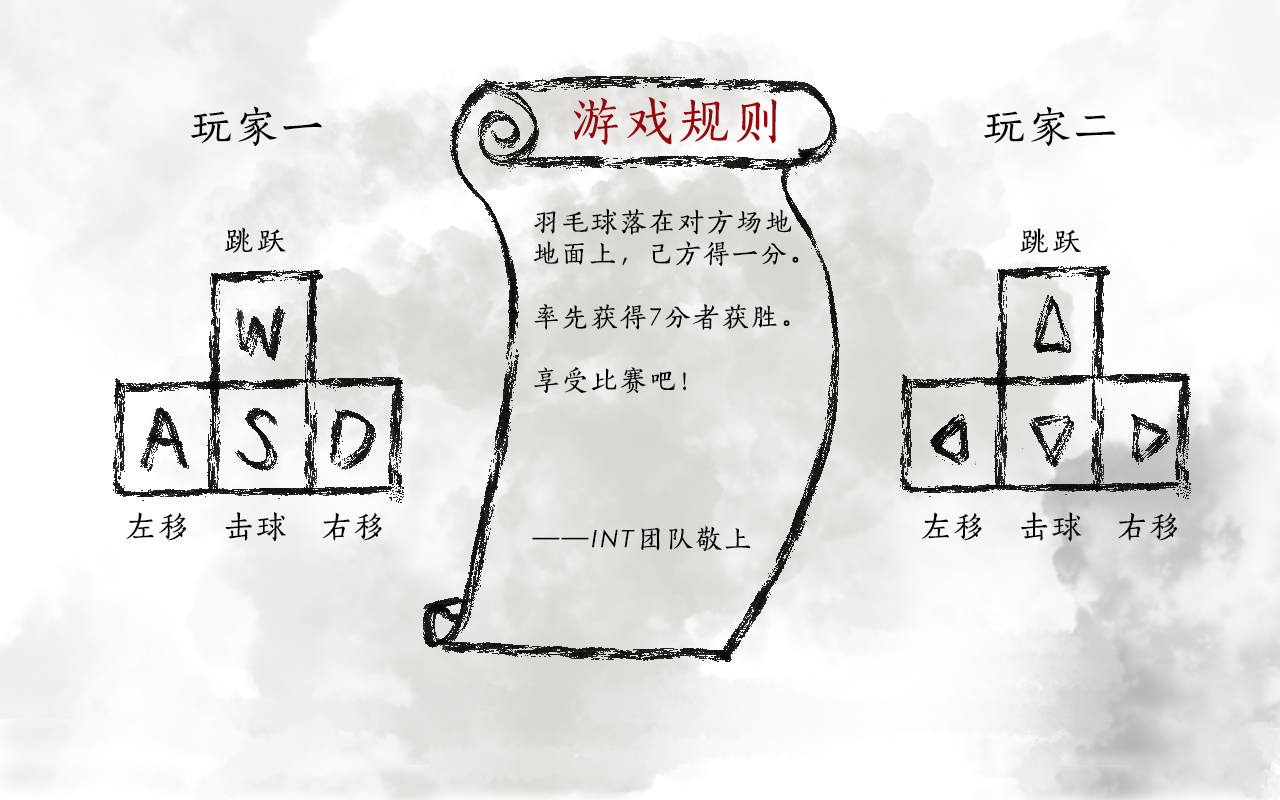 玩家一
跳跃
W
A S D
左移 击球 右移
游戏规则
羽毛球落在对方场地
地面上，己方得一分。
率先获得7分者获胜。
享受比赛吧！
——INT团队敬上
玩家二
跳跃
左移 击球 右移